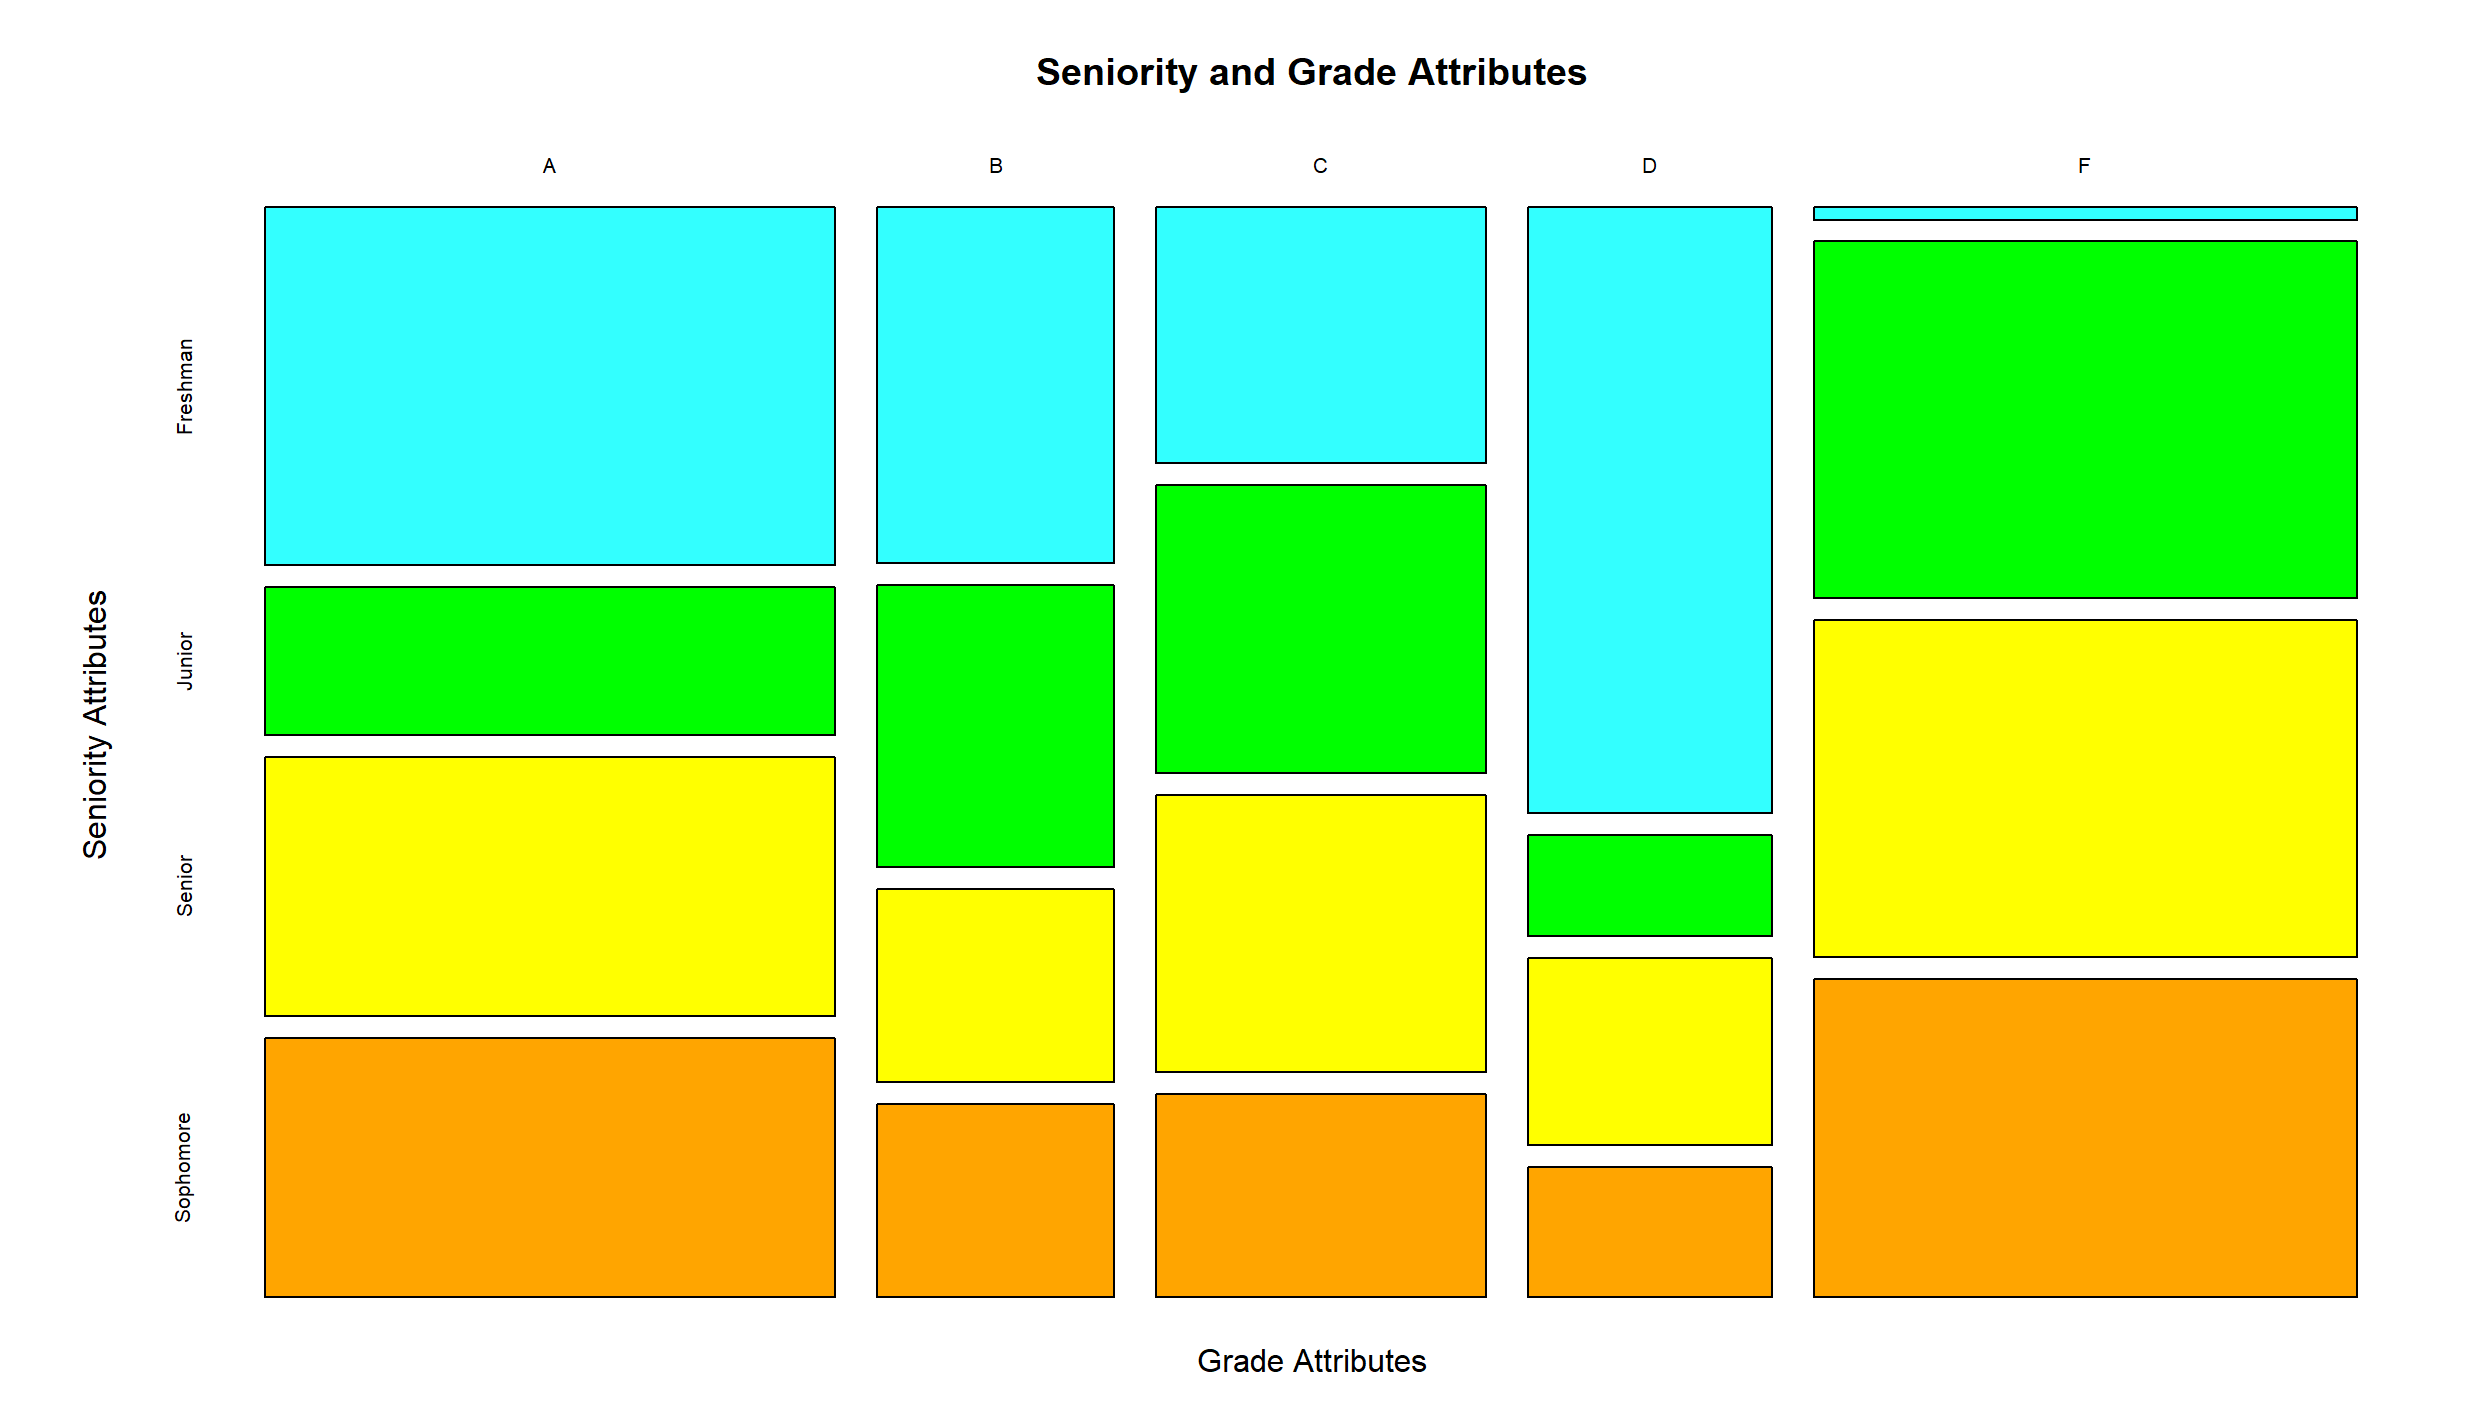 Seniority and Grade Attributes
A B C D F
Freshman
Junior
Senior
Sophomore
Seniority Attributes
Grade Attributes